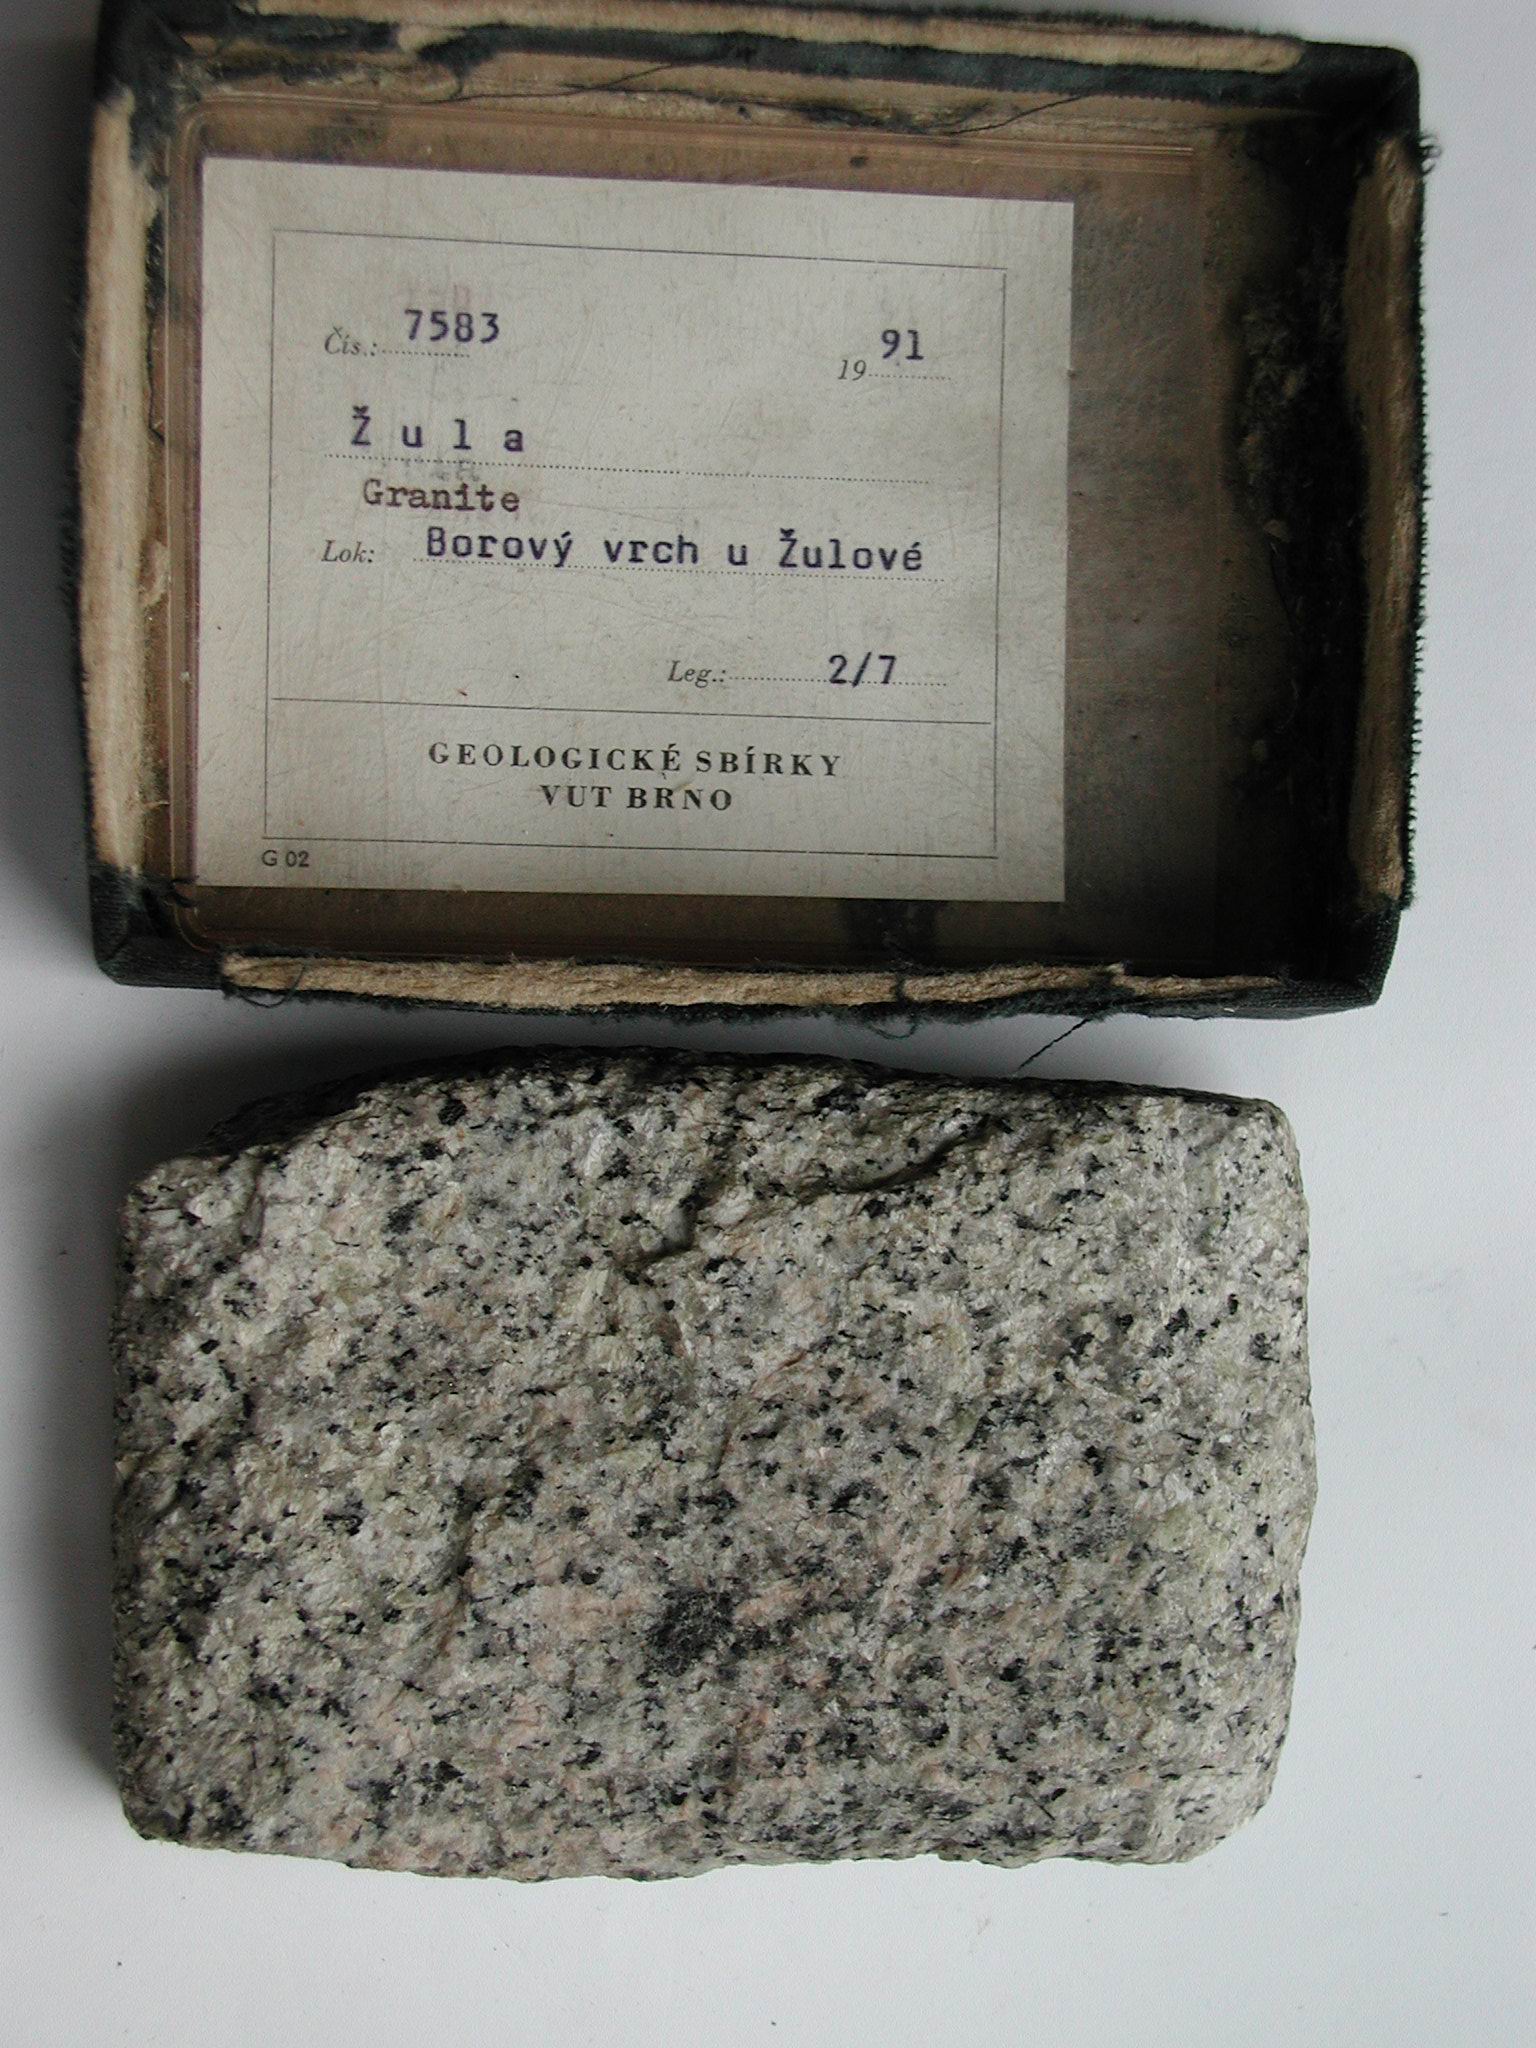 Čís.: 7583 19 91
Žula
Granite
Lok: Borový vrch u Žulové
Leg.: 2/7
GEOLOGICKÉ SBÍRKY
VUT BRNO
G 02